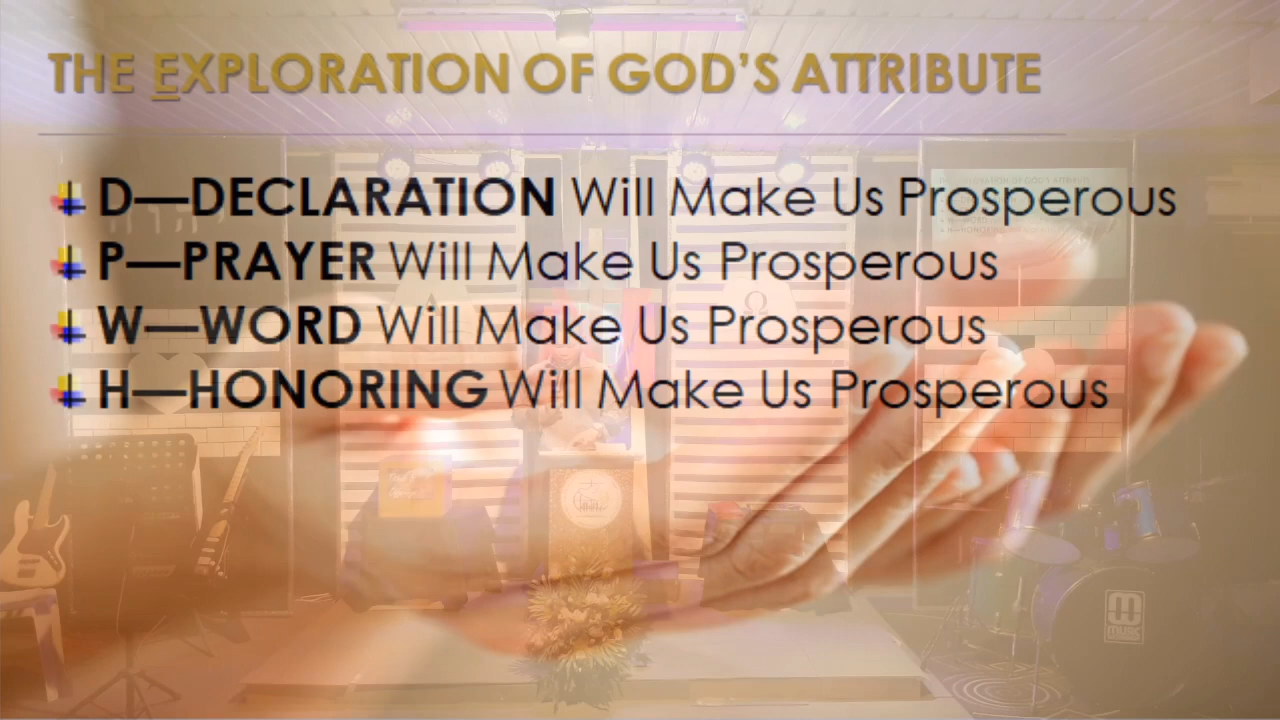 THE EXPLORATION OF GOD'S ATTRIBUTE
D—DECLARATION Will Make Us Prosperous
P—PRAYER Will Make Us Prosperous
W—WORD Will Make Us Prosperous
H—HONORING Will Make Us Prosperous
Ω
music